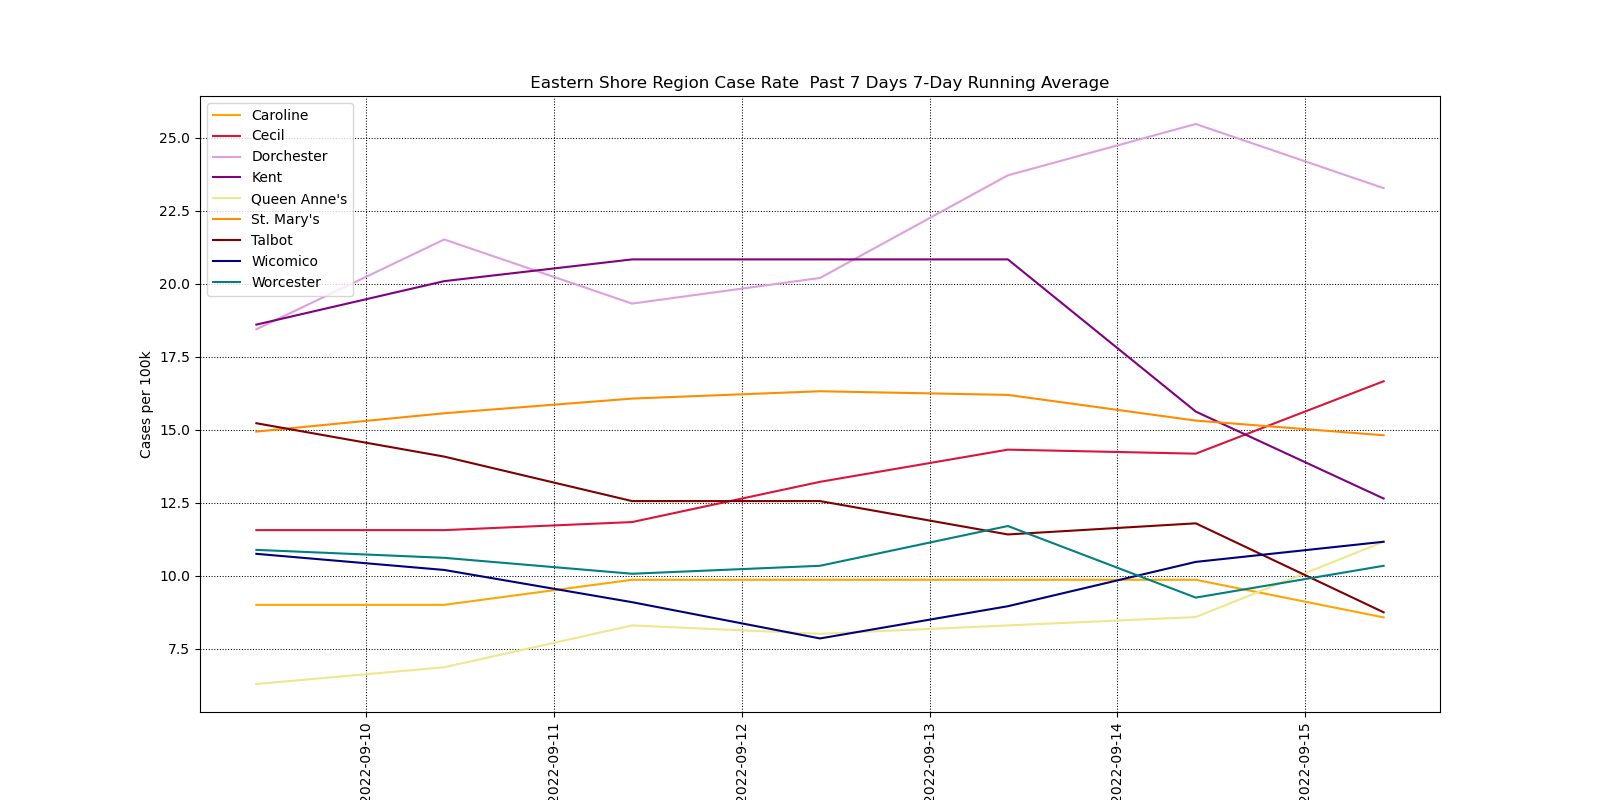 Eastern Shore Region Case Rate  Past 7 Days 7-Day Running Average
Caroline
Cecil
Dorchester
Kent
Queen Anne's
St. Mary's
Talbot
Wicomico
Worcester
25.0
22.5
20.0
17.5
15.0
12.5
10.0
7.5
Cases per 100k
2022-09-10
2022-09-11
2022-09-12
2022-09-13
2022-09-14
2022-09-15